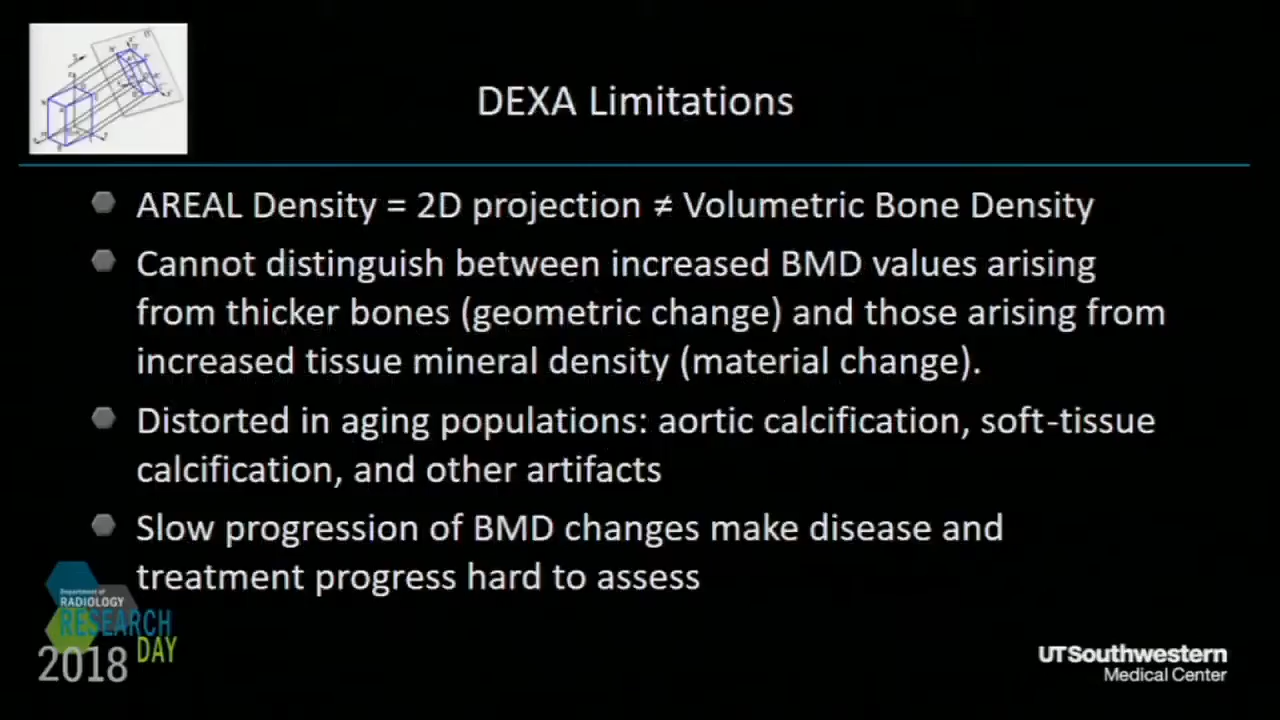 DEXA Limitations
AREAL Density = 2D projection ≠ Volumetric Bone Density
Cannot distinguish between increased BMD values arising
from thicker bones (geometric change) and those arising from
increased tissue mineral density (material change).
Distorted in aging populations: aortic calcification, soft-tissue
calcification, and other artifacts
Slow progression of BMD changes make disease and
treatment progress hard to assess
Department of
RADIOLOGY
RESEARCH
DAY
2018
UTSouthwestern
Medical Center